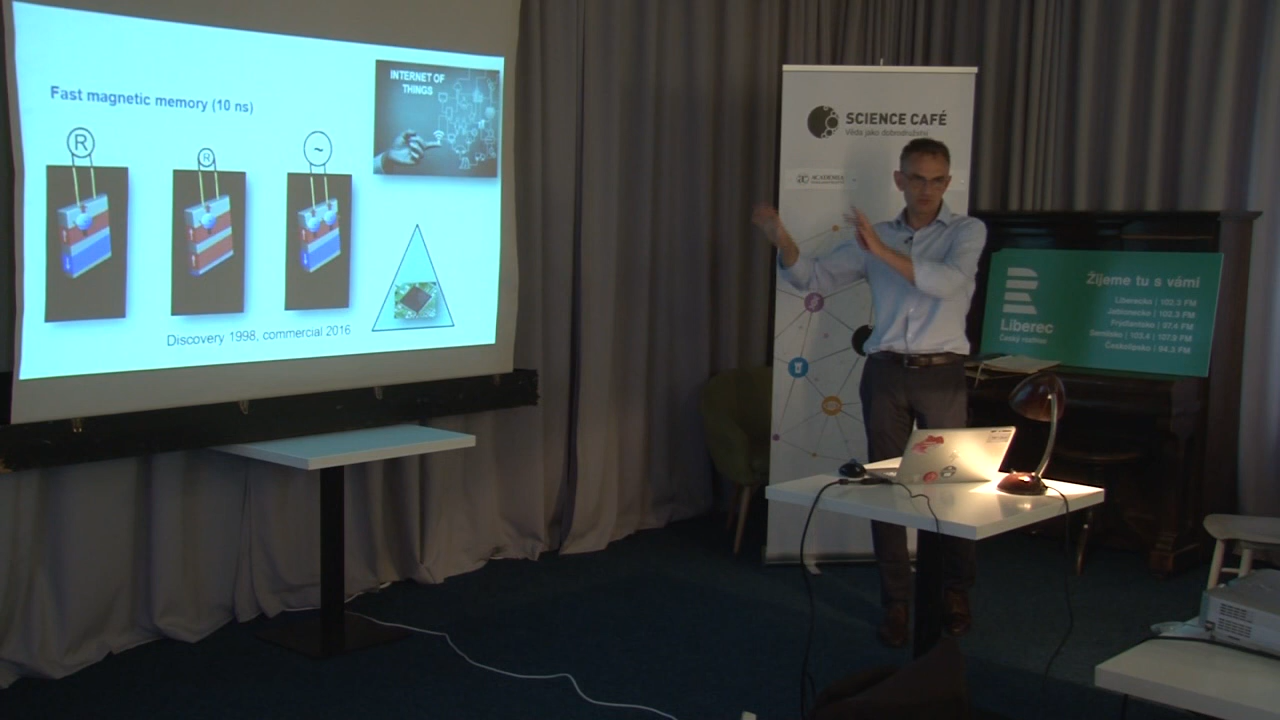 Fast magnetic memory (10 ns)
INTERNET OF
THINGS
R
R
~
Discovery 1998, commercial 2016
SCIENCE CAFÉ
Věda jako dobrodružství
ACADEMIA
Žijeme tu s vámi
Liberecko | 102.3 FM
Jablonecko | 102.3 FM
Frýdlantsko | 97.4 FM
Semilsko | 103.4 | 107.9 FM
Českolipsko | 94.3 FM
Liberec
Český rozhlas